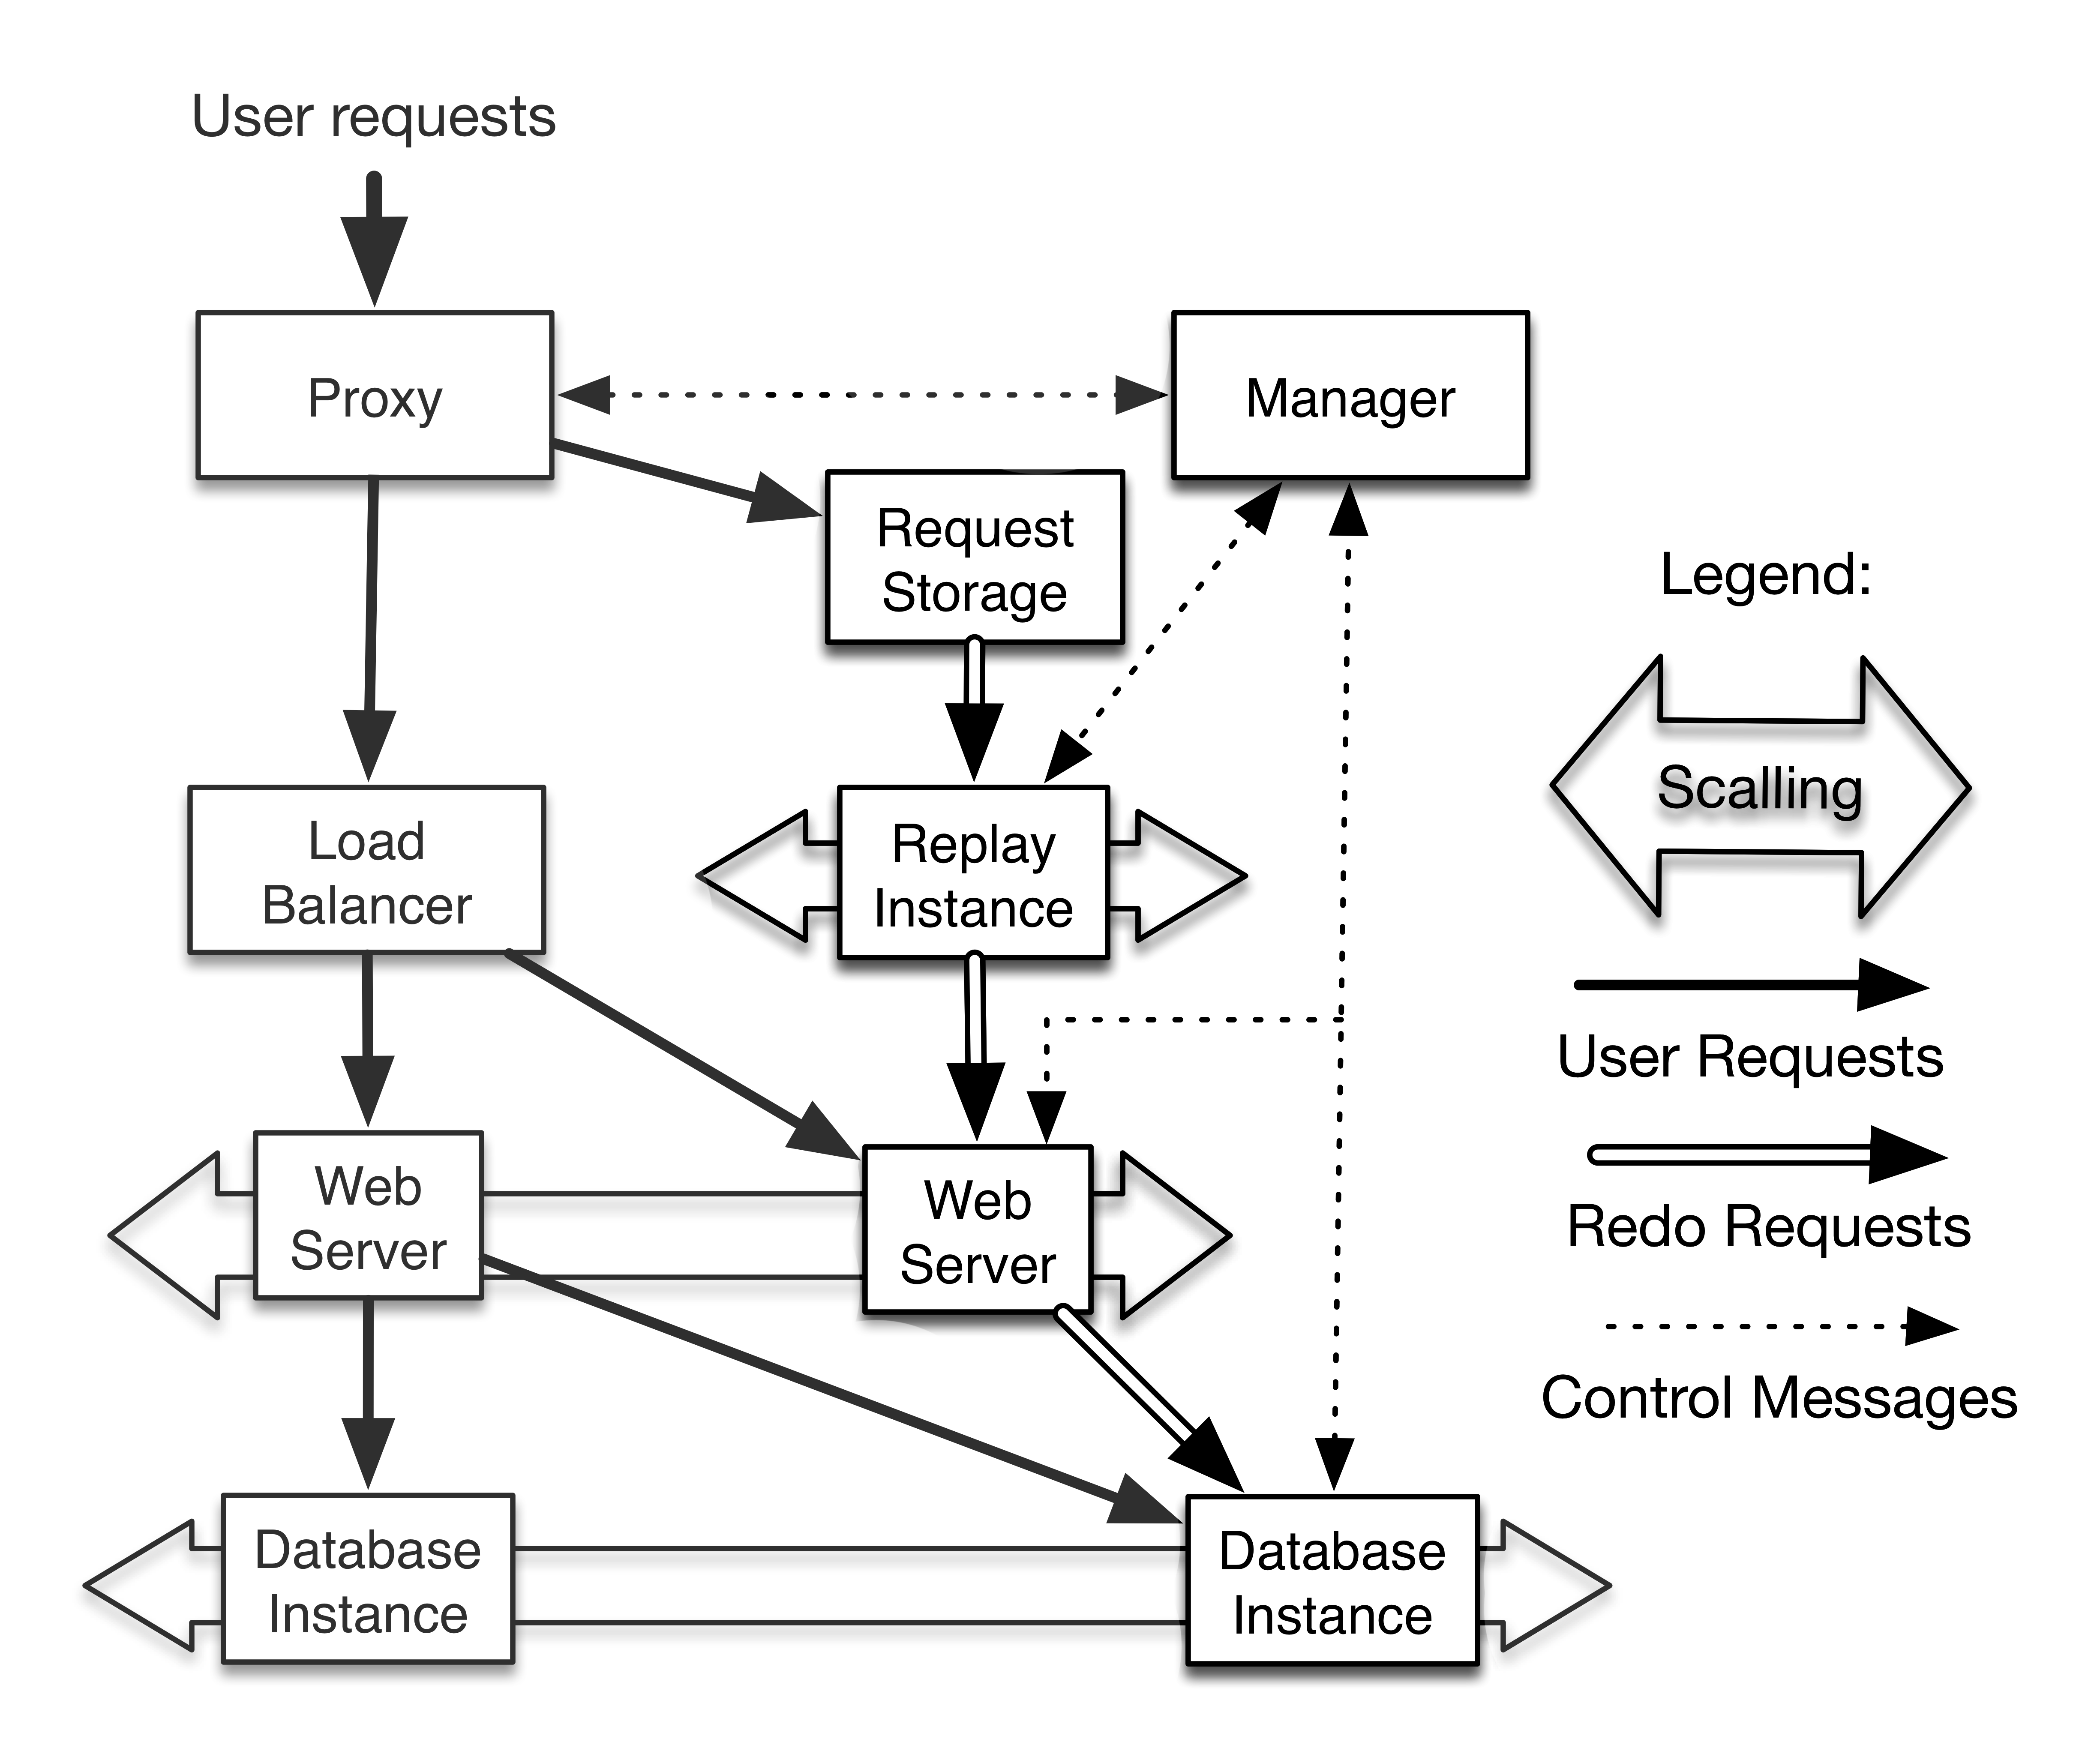 User requests
Proxy
Manager
Request
Storage
Legend:
Scalling
Load
Balancer
Replay
Instance
User Requests
Web
Server
Web
Server
Redo Requests
Control Messages
Database
Instance
Database
Instance